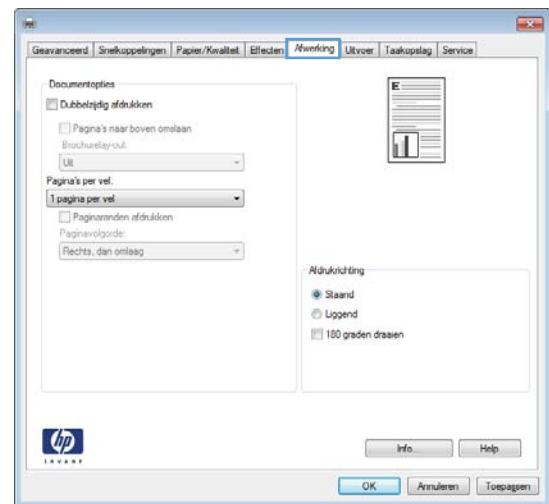 Geavanceerd Snelkoppelingen Papier/Kwaliteit Effecten Afwerking Uitvoer Taakopslag Service
Documentopties
Dubbelzijdig afdrukken
Pagina's naar boven omslaan
Brochurelay-out:
Uit
Pagina's per vel:
1 pagina per vel
Paginaranden afdrukken
Paginavolgorde:
Rechts, dan omlaag
E
Afdrukrichting
Staand
Liggend
180 graden draaien
hp
invent
Info... Help
OK Annuleren Toepassen